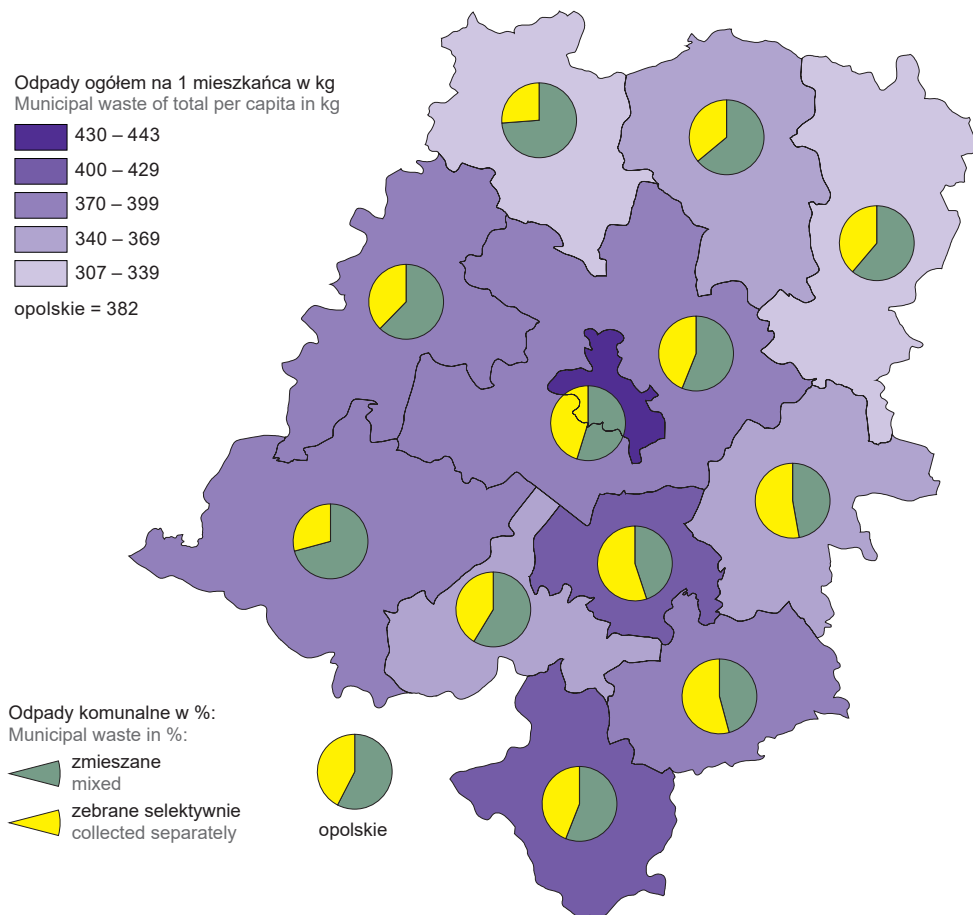 Odpady ogółem na 1 mieszkańca w kg
Municipal waste of total per capita in kg
430 – 443
400 – 429
370 – 399
340 – 369
307 – 339
opolskie = 382
Odpady komunalne w %:
Municipal waste in %:
zmieszane
mixed
zebrane selektywnie
collected separately
opolskie